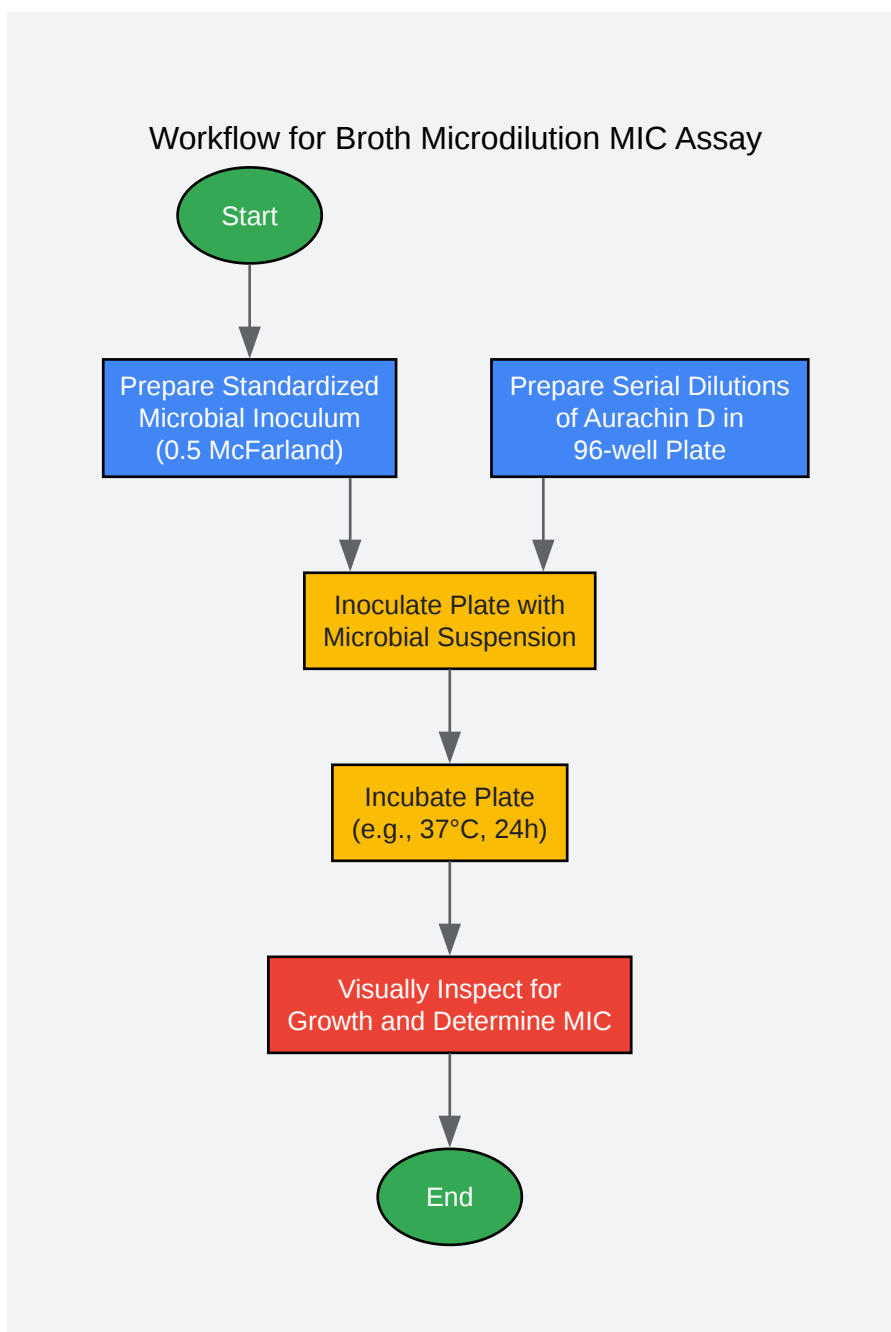 Workflow for Broth Microdilution MIC Assay
Start
Prepare Standardized
Microbial Inoculum
(0.5 McFarland)
Prepare Serial Dilutions
of Aurachin D in
96-well Plate
Inoculate Plate with
Microbial Suspension
Incubate Plate
(e.g., 37°C, 24h)
Visually Inspect for
Growth and Determine MIC
End